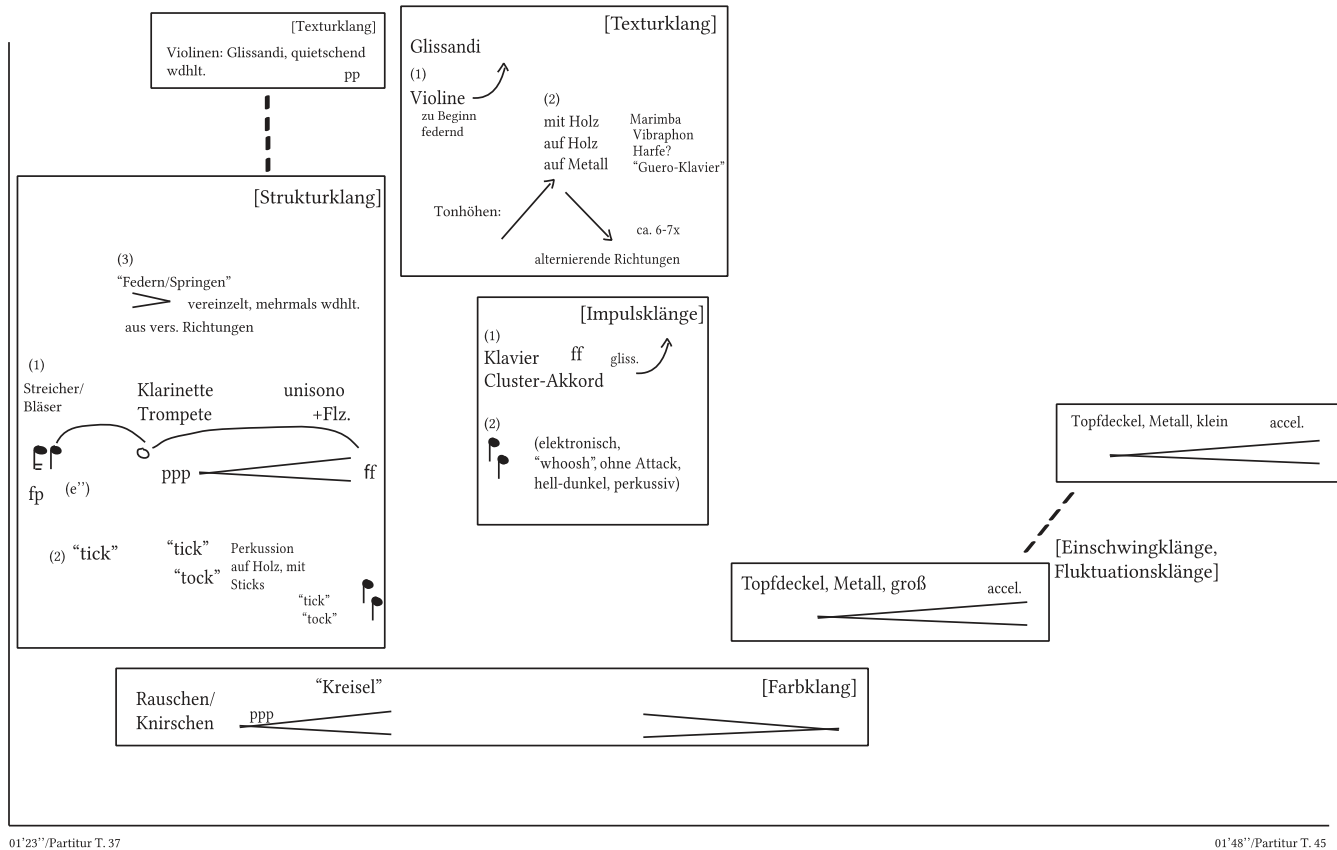 [Texturklang]
Violinen: Glissandi, quietschend
wdhlt.
pp
[Texturklang]
Glissandi
(1)
Violine
zu Beginn
federnd
(2)
mit Holz
auf Holz
auf Metall
Marimba
Vibraphon
Harfe?
“Guero-Klavier”
Tonhöhen:
ca. 6-7x
alternierende Richtungen
[Strukturklang]
(3)
“Federn/Springen”
vereinzelt, mehrmals wdhlt.
aus vers. Richtungen
(1)
Streicher/
Bläser
Klarinette
Trompete
unisono
+Flz.
fp
(e’’)
ppp
ff
(2) “tick”
“tick”
“tock”
Perkussion
auf Holz, mit
Sticks
“tick”
“tock”
[Impulsklänge]
(1)
Klavier
ff
gliss.
Cluster-Akkord
(2)
(elektronisch,
“whoosh”, ohne Attack,
hell-dunkel, perkussiv)
Topfdeckel, Metall, klein
accel.
[Einschwingklänge,
Fluktuationsklänge]
Topfdeckel, Metall, groß
accel.
Rauschen/
Knirschen
“Kreisel”
ppp
[Farbklang]
01’23’’/Partitur T. 37
01’48’’/Partitur T. 45